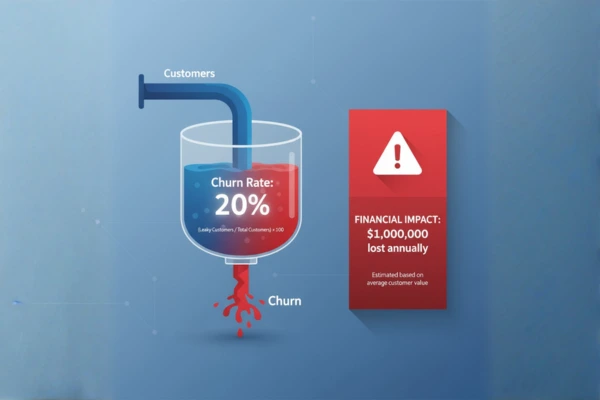 Customers
Churn Rate:
20%
(Leaky Customers / Total Customers) × 100
Churn
FINANCIAL IMPACT:
$1,000,000
lost annually
Estimated based on
average customer value